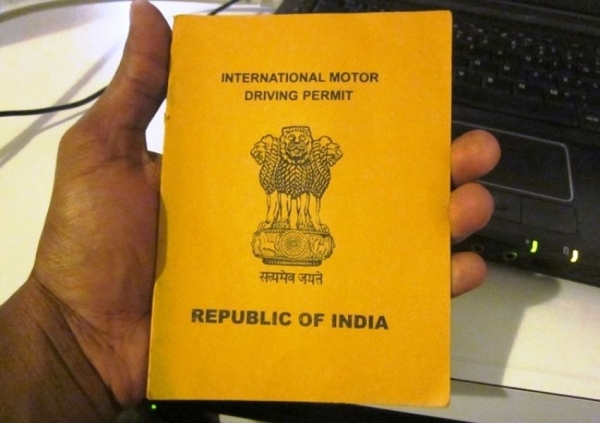 INTERNATIONAL MOTOR
DRIVING PERMIT
सत्यमेव जयते
REPUBLIC OF INDIA